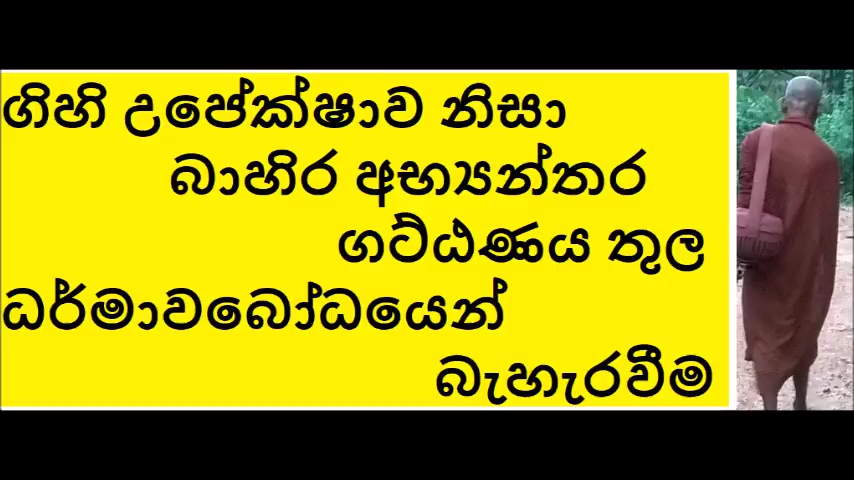 ගිහි උපේක්ෂාව නිසා
බාහිර අභ්‍යන්තර
ගට්ඨණය තුල
ධර්මාවබෝධයෙන්
බැහැරවීම